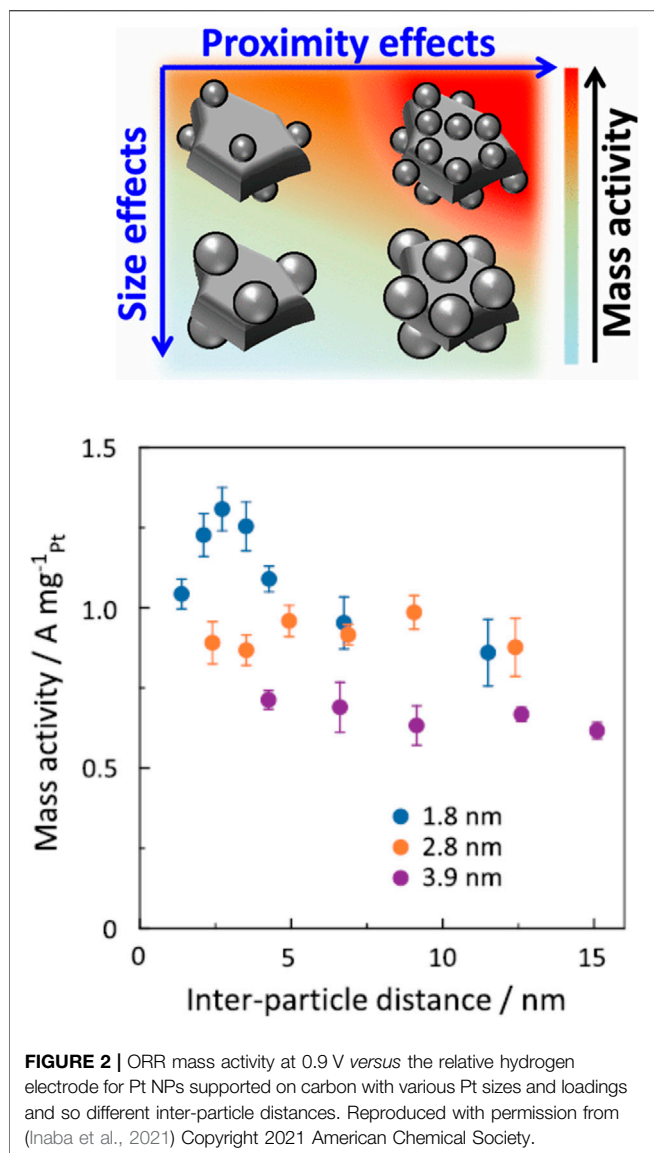 Proximity effects
Size effects
Mass activity
1.5
1.0
0.5
0
Mass activity / A mg⁻¹Pt
1.8 nm
2.8 nm
3.9 nm
0
5
10
15
Inter-particle distance / nm
FIGURE 2 | ORR mass activity at 0.9 V versus the relative hydrogen
electrode for Pt NPs supported on carbon with various Pt sizes and loadings
and so different inter-particle distances. Reproduced with permission from
(Inaba et al., 2021) Copyright 2021 American Chemical Society.